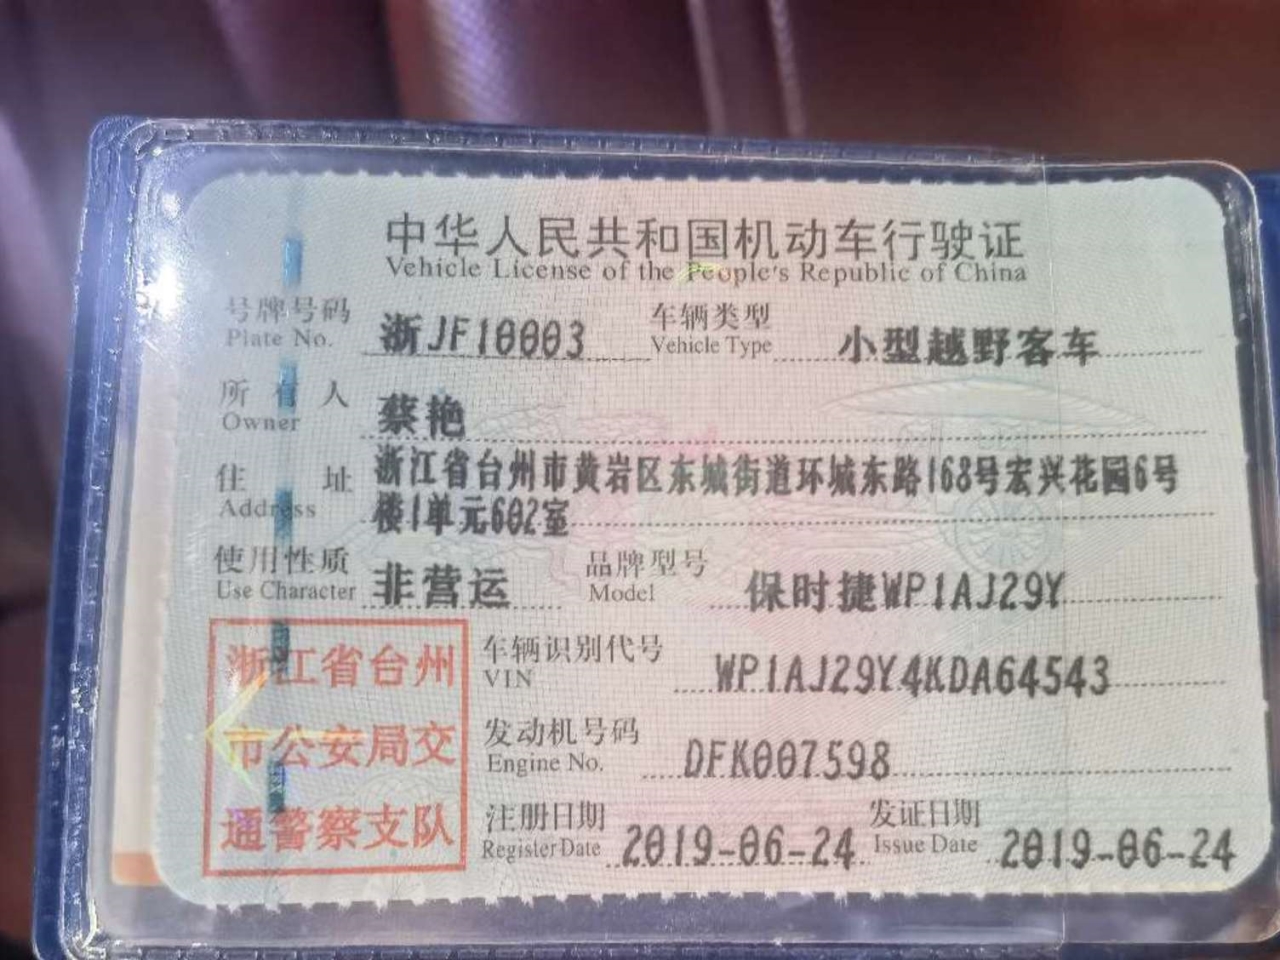 中华人民共和国机动车行驶证
Vehicle License of the People's Republic of China
号牌号码 浙JF10003 车辆类型 小型越野客车
Plate No. Vehicle Type
所有人 蔡艳
Owner
住址 浙江省台州市黄岩区东城街道环城东路168号宏兴花园6号
Address 楼1单元602室
使用性质 非营运 品牌型号 保时捷WP1AJ29Y
Use Character Model
浙江省台州
市公安局交
通警察支队
车辆识别代号 WP1AJ29Y4KDA64543
VIN
发动机号码 DFK007598
Engine No.
注册日期 2019-06-24 发证日期 2019-06-24
Register Date Issue Date